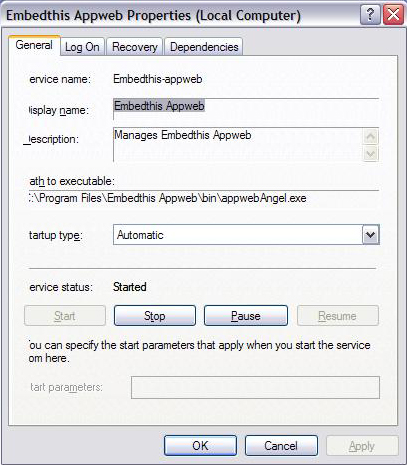 Embedthis Appweb Properties (Local Computer)
General Log On Recovery Dependencies
ervice name: Embedthis-appweb
isplay name: Embedthis Appweb
escription: Manages Embedthis Appweb
ath to executable:
:\Program Files\Embedthis Appweb\bin\appwebAngel.exe
tartup type: Automatic
ervice status: Started
Start Stop Pause Resume
ou can specify the start parameters that apply when you start the service
om here.
tart parameters:
OK Cancel Apply